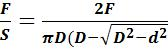 F/S = 2F/(πD(D−√(D²−d²